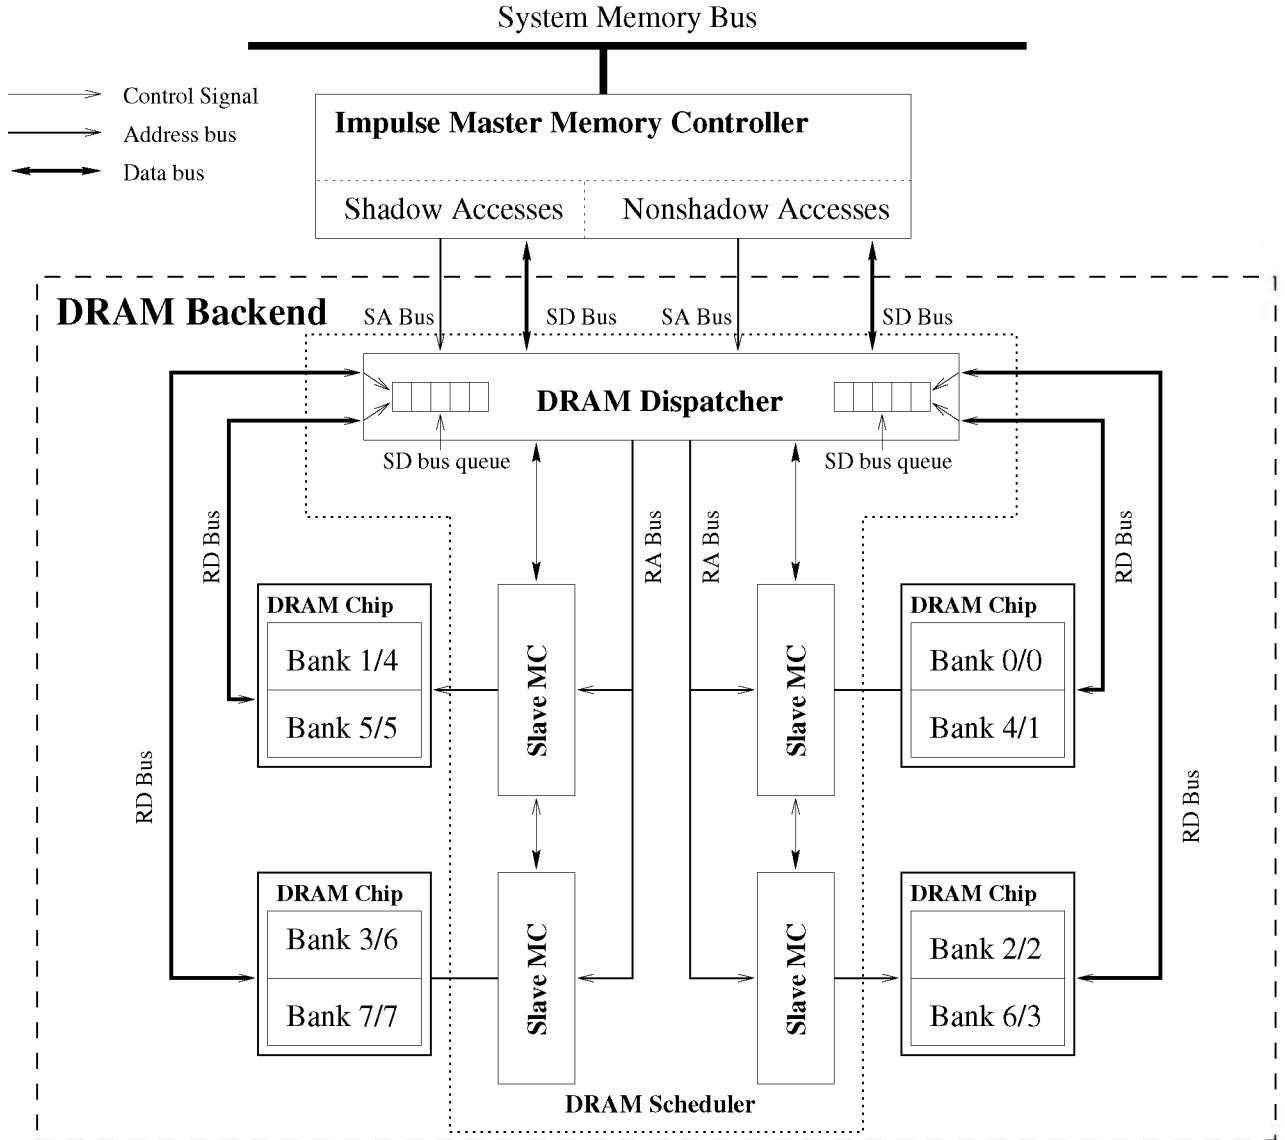 System Memory Bus
Control Signal
Address bus
Data bus
Impulse Master Memory Controller
Shadow Accesses
Nonshadow Accesses
DRAM Backend
SA Bus
SD Bus
SA Bus
SD Bus
DRAM Dispatcher
SD bus queue
SD bus queue
RD Bus
RA Bus
RA Bus
RD Bus
DRAM Chip
Bank 1/4
Bank 5/5
Slave MC
Slave MC
DRAM Chip
Bank 0/0
Bank 4/1
RD Bus
RD Bus
DRAM Chip
Bank 3/6
Bank 7/7
Slave MC
Slave MC
DRAM Chip
Bank 2/2
Bank 6/3
DRAM Scheduler